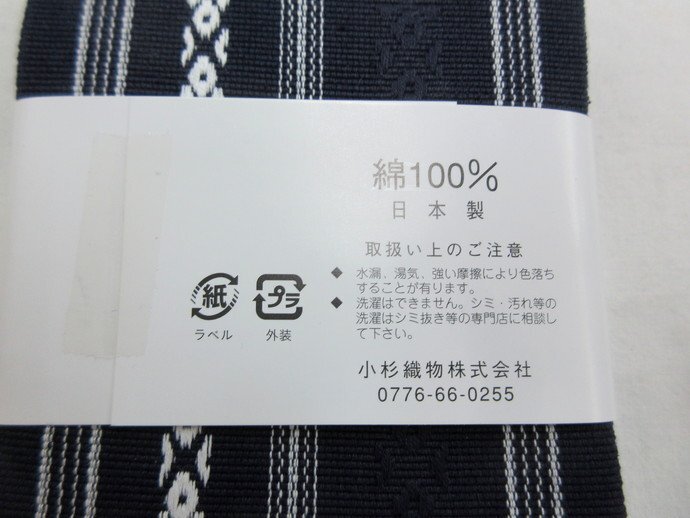 綿100%
日本製
取扱い上のご注意
◆ 水漏、湯気、強い摩擦により色落ち
することが有ります。
◆ 洗濯はできません。シミ・汚れ等の
洗濯はシミ抜き等の専門店に相談し
て下さい。
紙 プラ
ラベル 外装
小杉織物株式会社
0776-66-0255